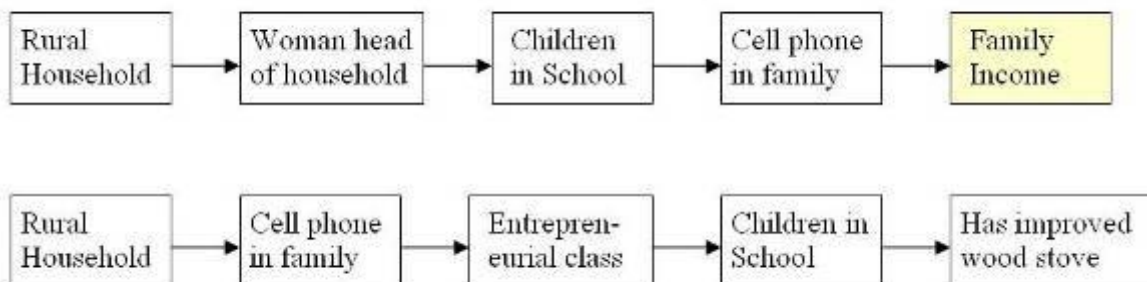 Rural
Household
Woman head
of household
Children
in School
Cell phone
in family
Family
Income
Rural
Household
Cell phone
in family
Entrepren-
eurial class
Children in
School
Has improved
wood stove